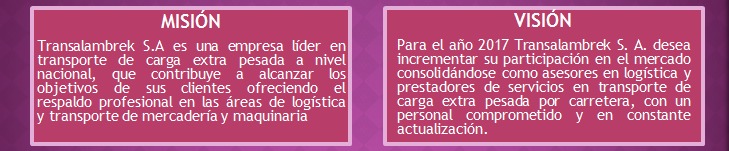 MISIÓN
Transalambrek S.A es una empresa líder en
transporte de carga extra pesada a nivel
nacional, que contribuye a alcanzar los
objetivos de sus clientes ofreciendo el
respaldo profesional en las áreas de logística
y transporte de mercadería y maquinaria
VISIÓN
Para el año 2017 Transalambrek S. A. desea
incrementar su participación en el mercado
consolidándose como asesores en logística y
prestadores de servicios en transporte de
carga extra pesada por carretera, con un
personal comprometido y en constante
actualización.